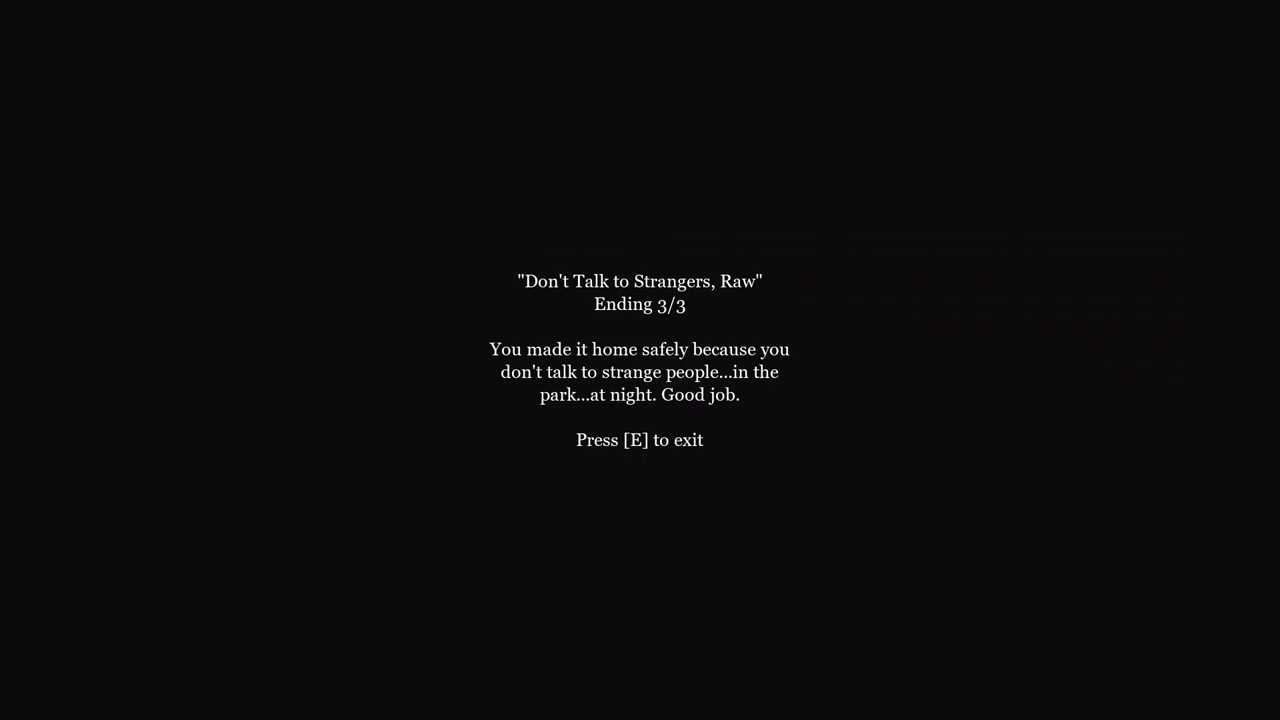 "Don't Talk to Strangers, Raw"
Ending 3/3
You made it home safely because you
don't talk to strange people...in the
park...at night. Good job.
Press [E] to exit